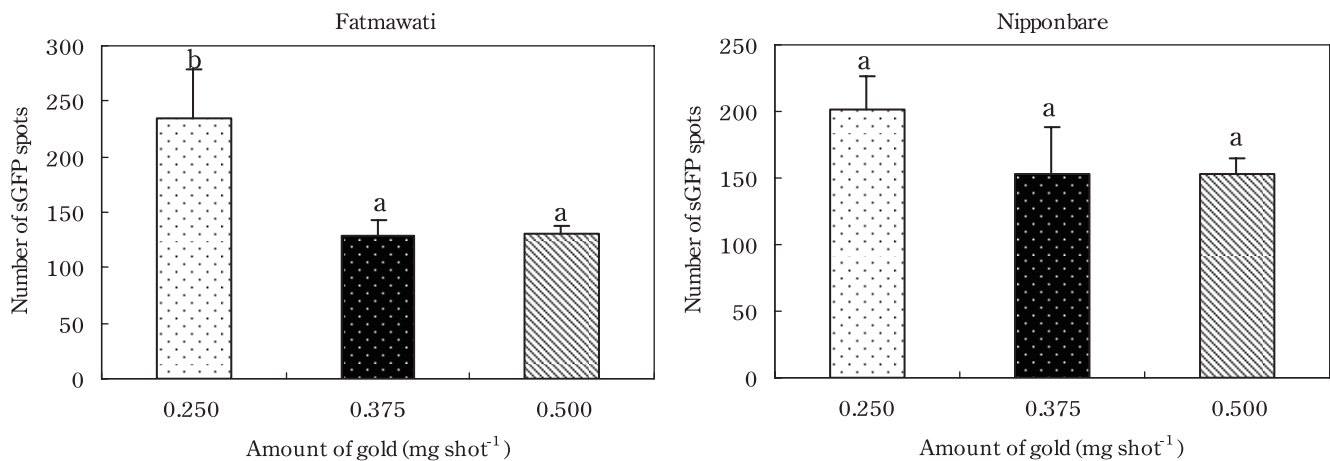 Fatmawati
300
250
200
150
100
50
0
b
a
a
0.250
0.375
0.500
Number of sGFP spots
Amount of gold (mg shot⁻¹)
Nipponbare
250
200
150
100
50
0
a
a
a
0.250
0.375
0.500
Number of sGFP spots
Amount of gold (mg shot⁻¹)